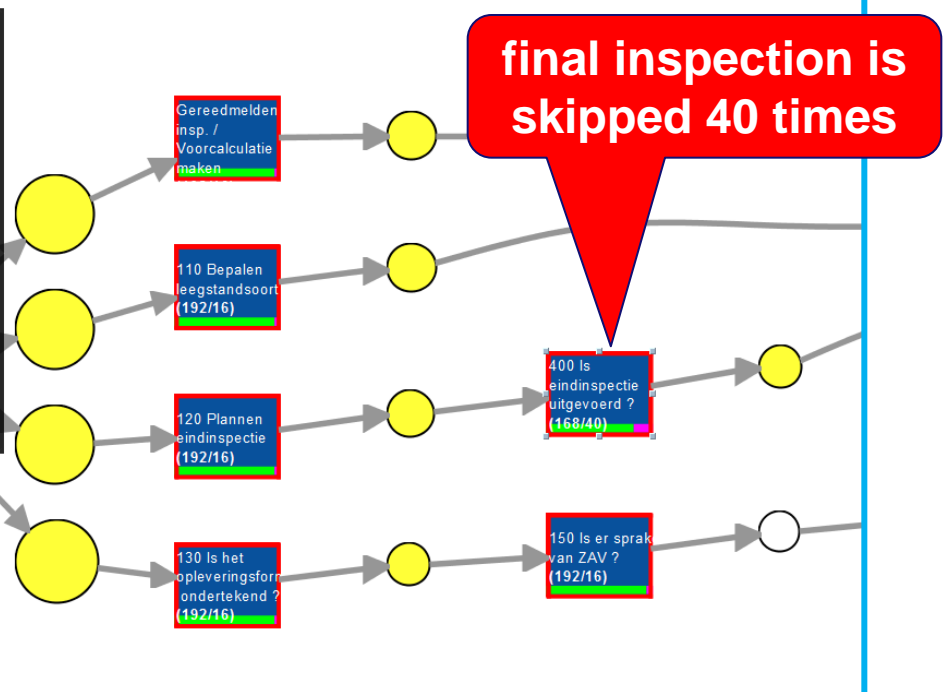 final inspection is
skipped 40 times
Gereedmelden
insp. /
Voorcalculatie
maken
110 Bepalen
leegstandsoort
(192/16)
400 Is
eindinspectie
uitgevoerd ?
(168/40)
120 Plannen
eindinspectie
(192/16)
130 Is het
opleveringsforr
ondertekend ?
(192/16)
150 Is er sprak
van ZAV ?
(192/16)